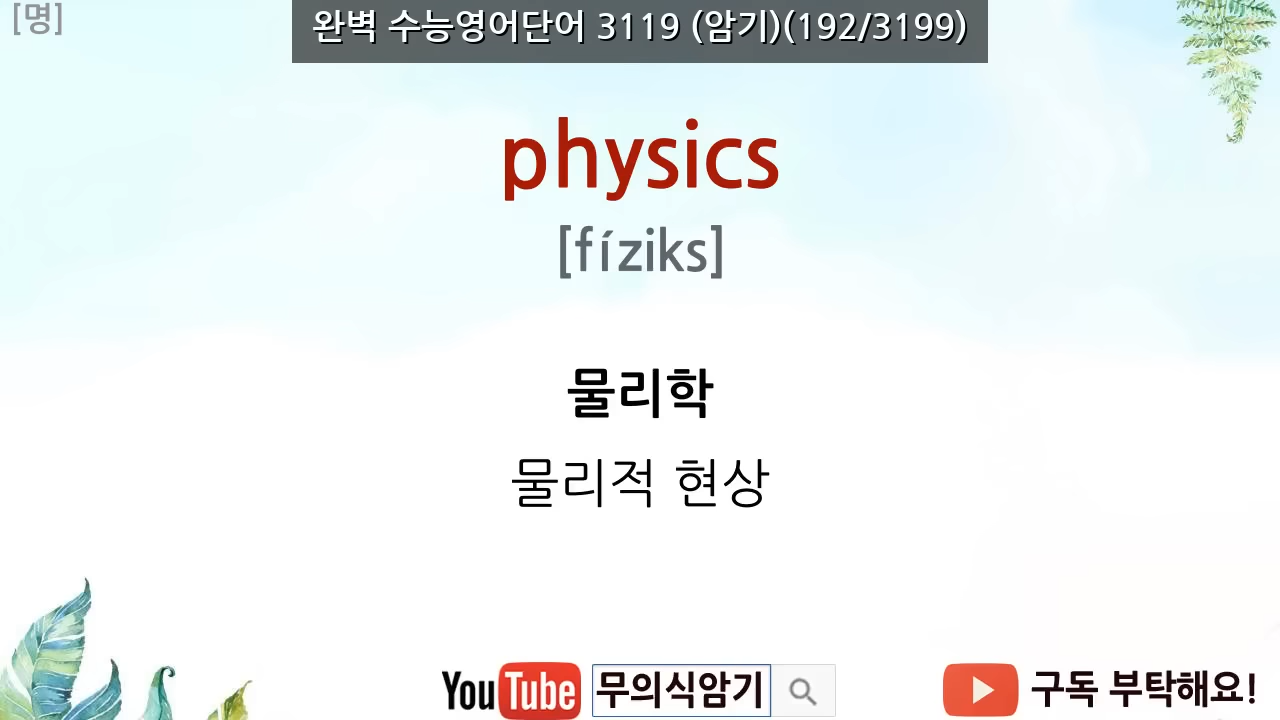 [명]
완벽 수능영어단어 3119 (암기)(192/3199)
physics
[fíziks]
물리학
물리적 현상
YouTube 무의식암기
구독 부탁해요!